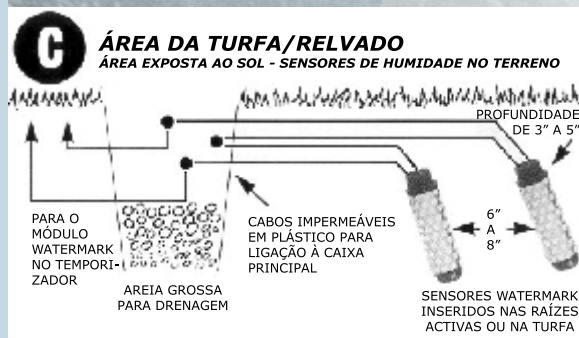 C
ÁREA DA TURFA/RELVADO
ÁREA EXPOSTA AO SOL - SENSORES DE HUMIDADE NO TERRENO
PROFUNDIDADE
DE 3" A 5"
PARA O
MÓDULO
WATERMARK
NO TEMPORI-
ZADOR
AREIA GROSSA
PARA DRENAGEM
CABOS IMPERMEÁVEIS
EM PLÁSTICO PARA
LIGAÇÃO À CAIXA
PRINCIPAL
6"
A
8"
SENSORES WATERMARK
INSERIDOS NAS RAÍZES
ACTIVAS OU NA TURFA